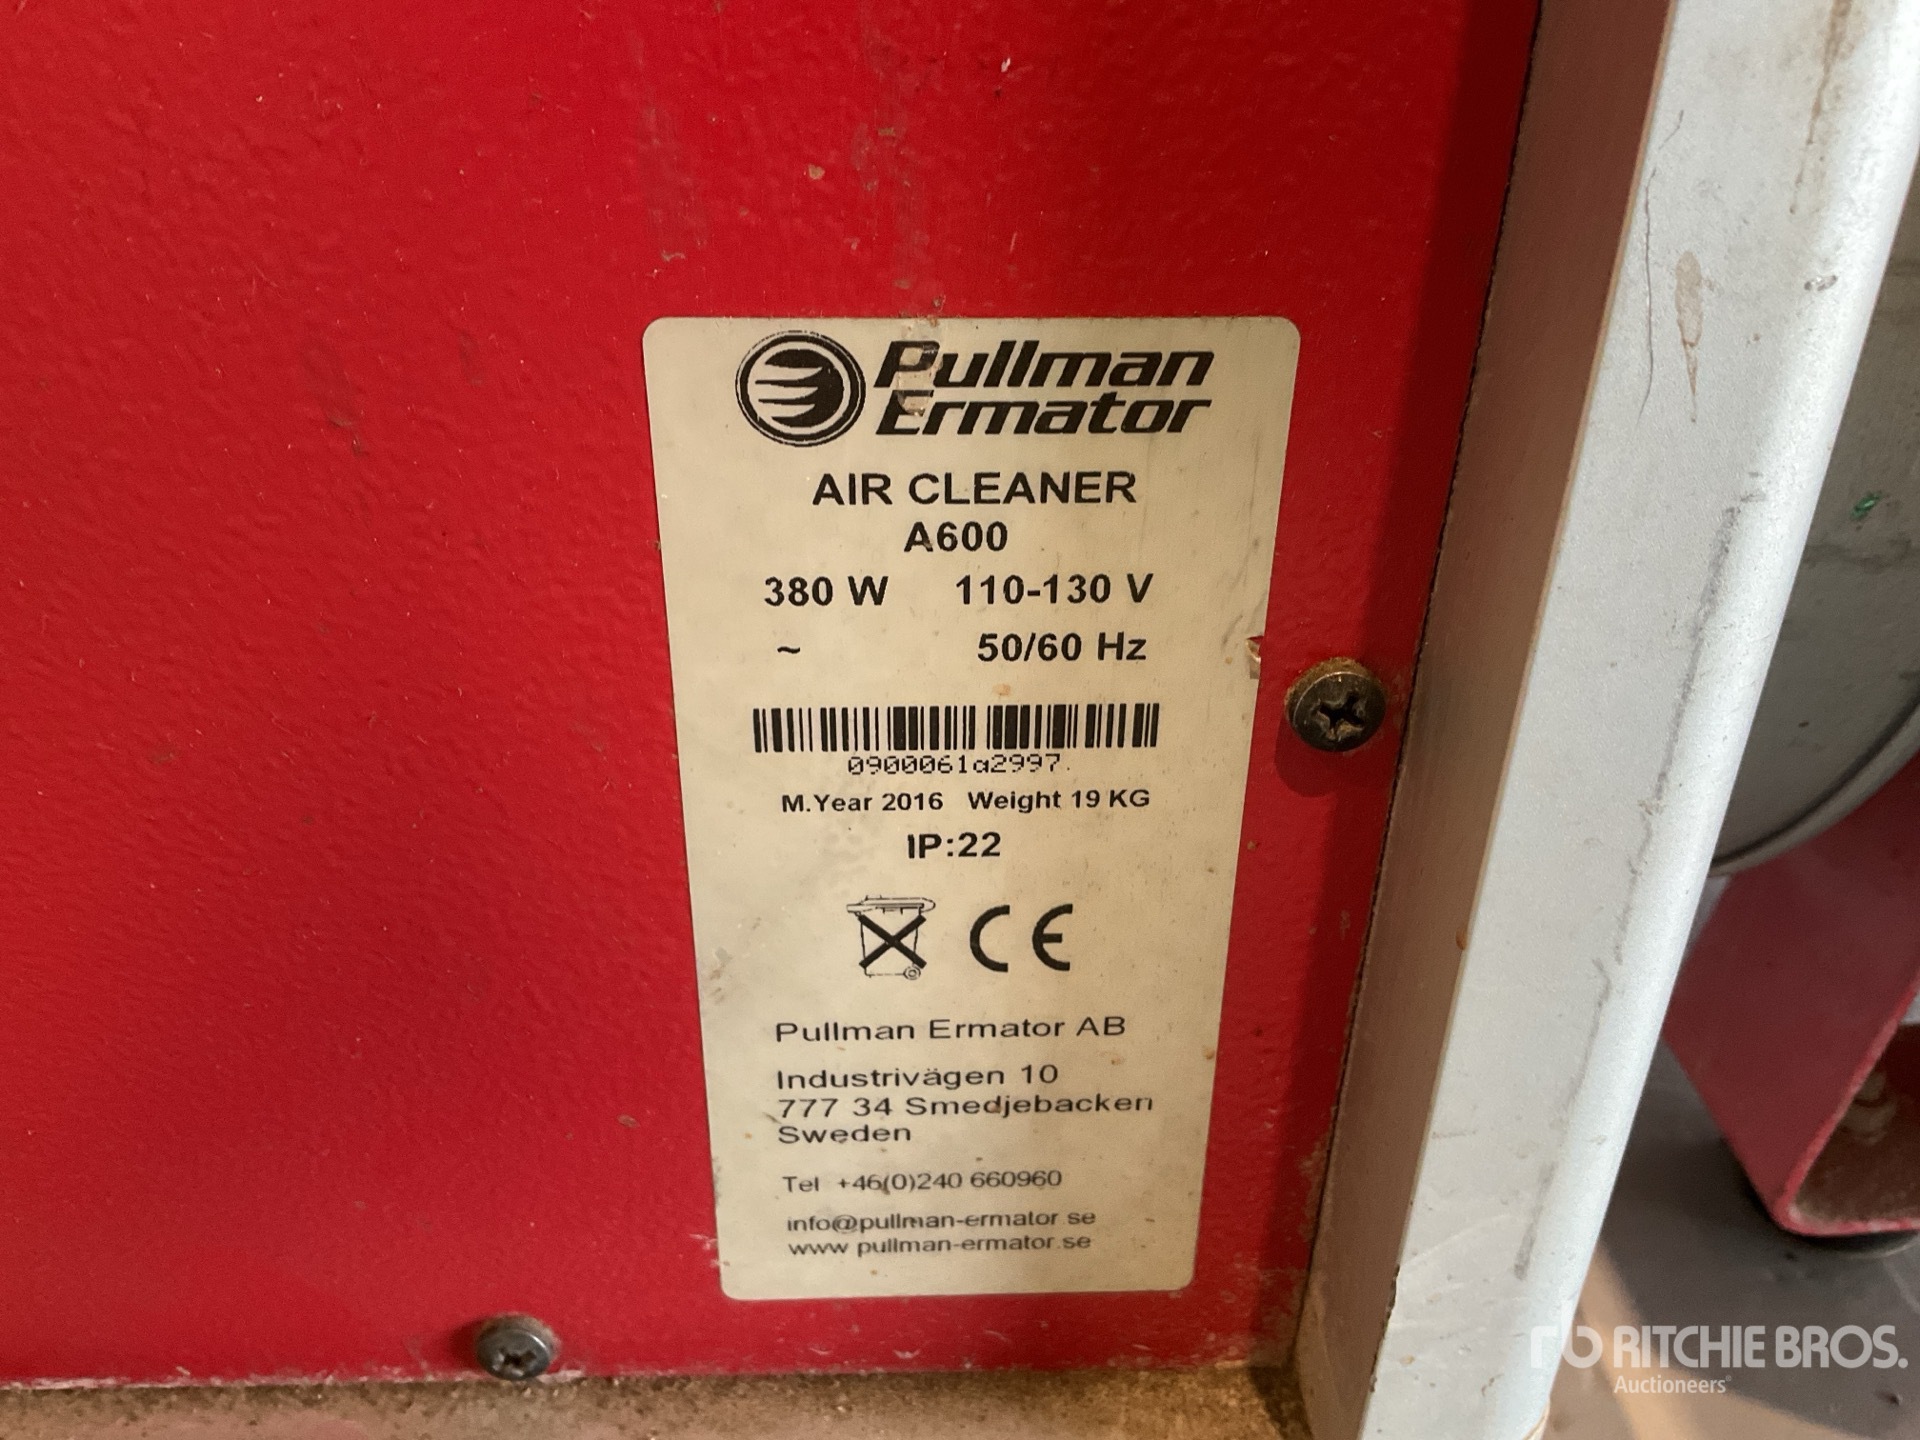 Pullman
Ermator
AIR CLEANER
A600
380 W 110-130 V
~ 50/60 Hz
0900061a2997
M.Year 2016 Weight 19 KG
IP:22
CE
Pullman Ermator AB
Industrivägen 10
777 34 Smedjebacken
Sweden
Tel +46(0)240 660960
info@pullman-ermator.se
www.pullman-ermator.se
rb RITCHIE BROS.
Auctioneers